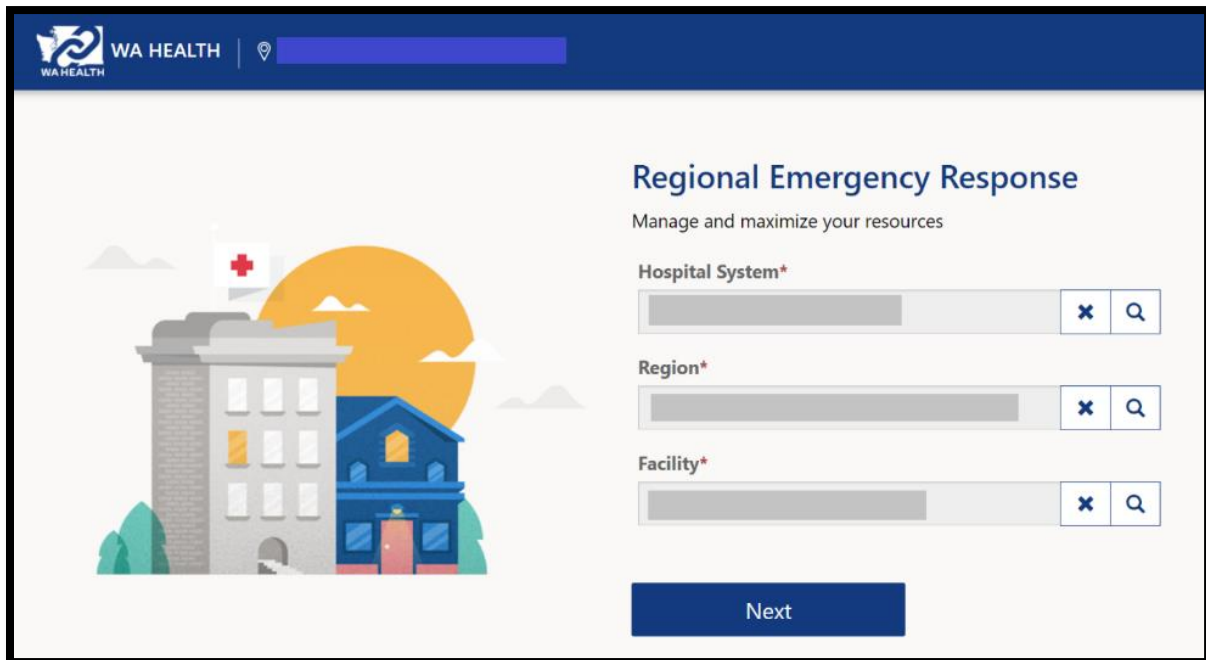 WA HEALTH
WA HEALTH
Regional Emergency Response
Manage and maximize your resources
Hospital System*
Region*
Facility*
Next